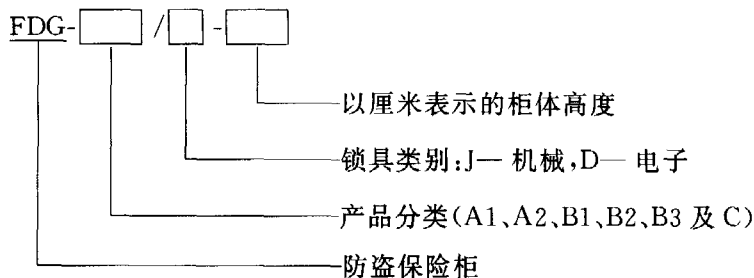 FDG- / -
以厘米表示的柜体高度
锁具类别:J— 机械,D— 电子
产品分类(A1、A2、B1、B2、B3 及 C)
防盗保险柜